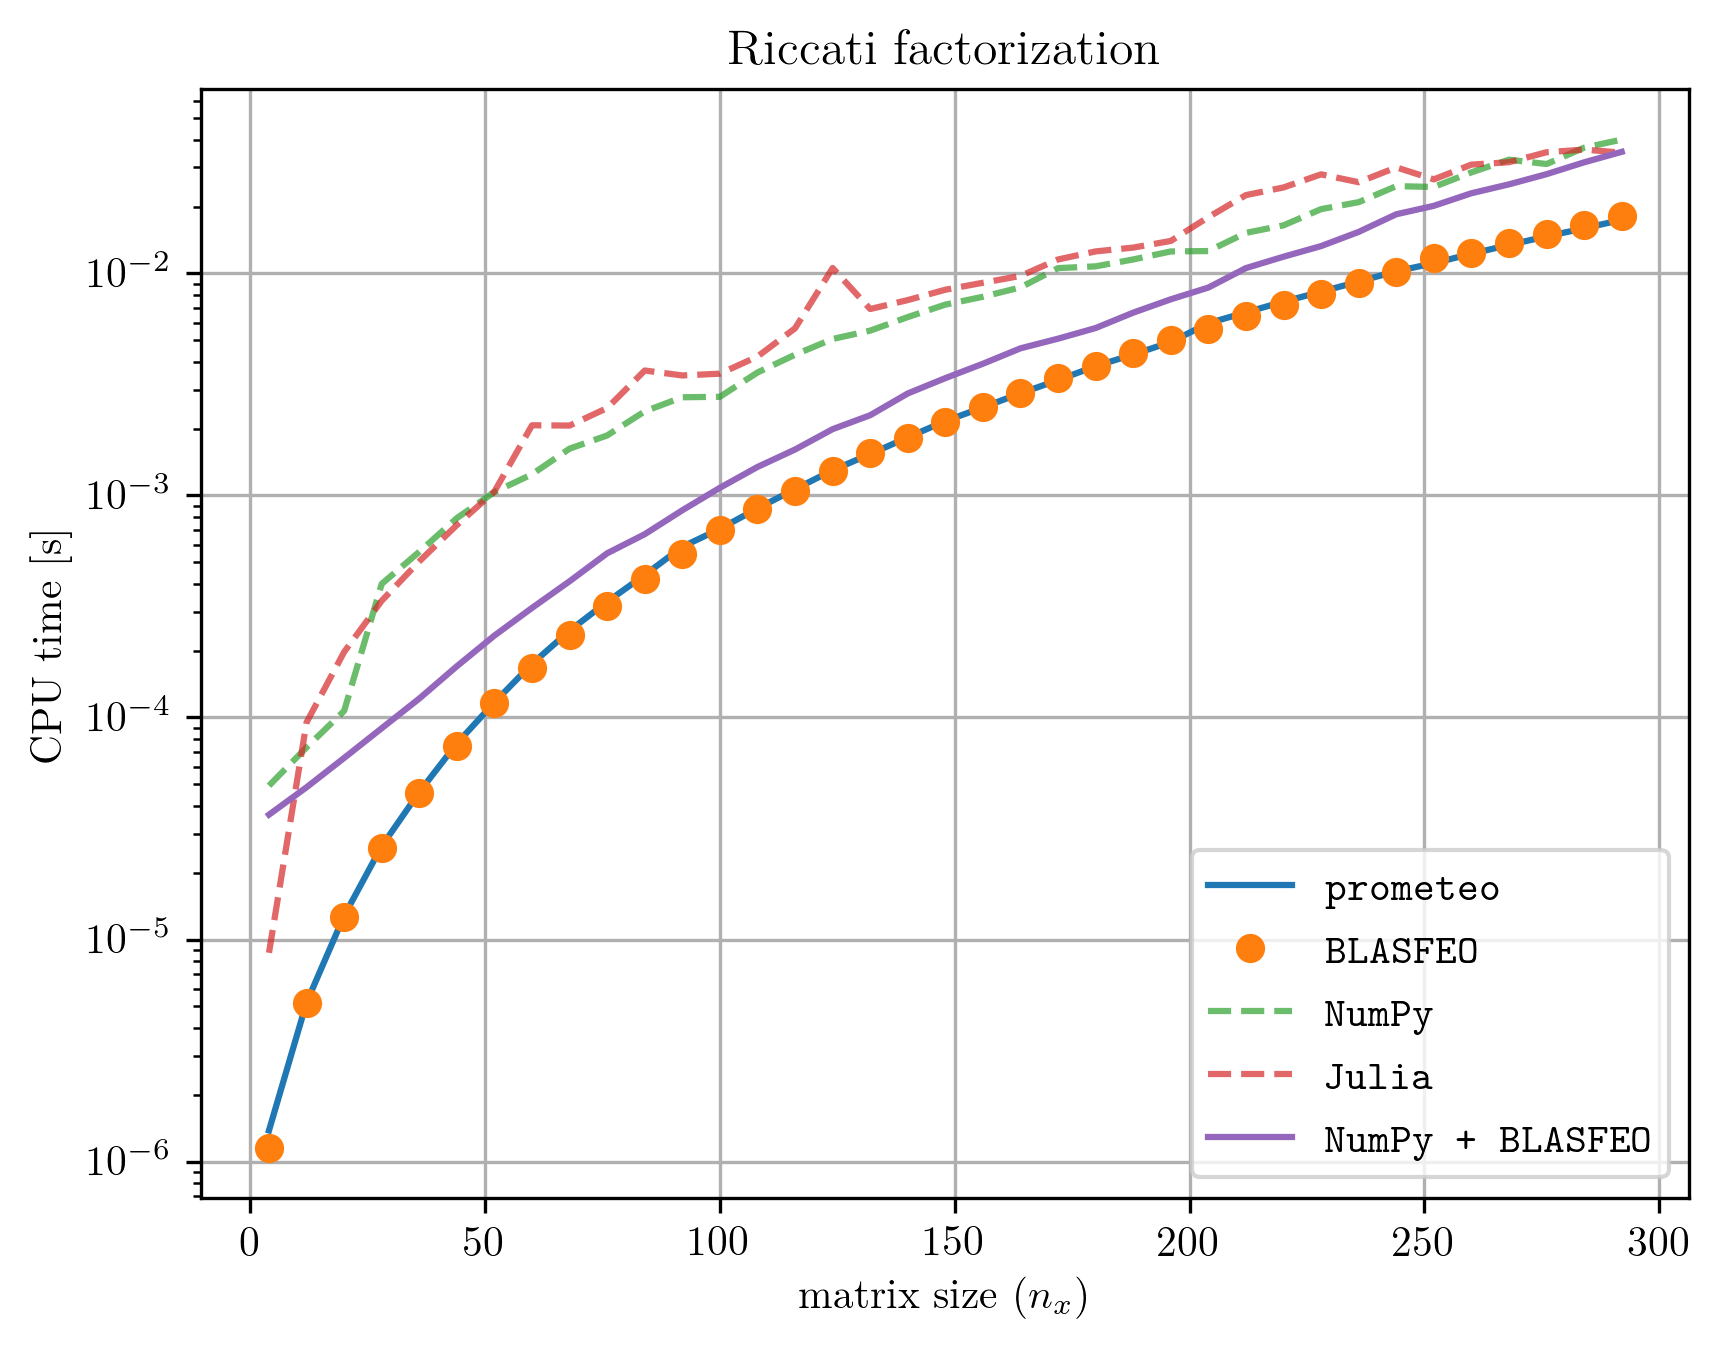 Riccati factorization
CPU time [s]
10⁻²
10⁻³
10⁻⁴
10⁻⁵
10⁻⁶
prometeo
BLASFEO
NumPy
Julia
NumPy + BLASFEO
0 50 100 150 200 250 300
matrix size (nₓ)